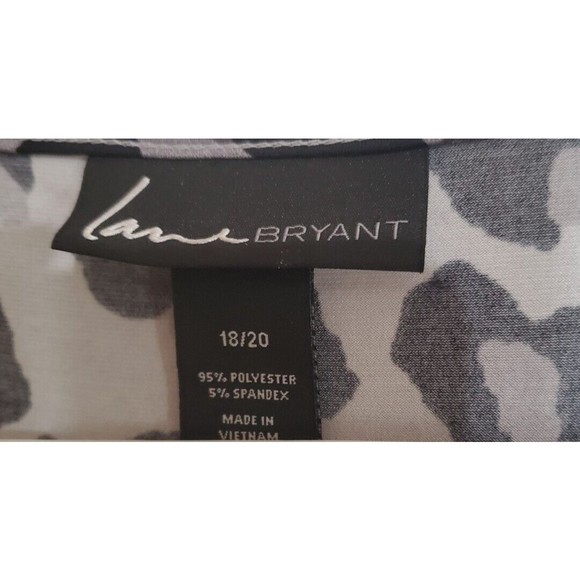 Lane BRYANT
18/20
95% POLYESTER
5% SPANDEX
MADE IN
VIETNAM